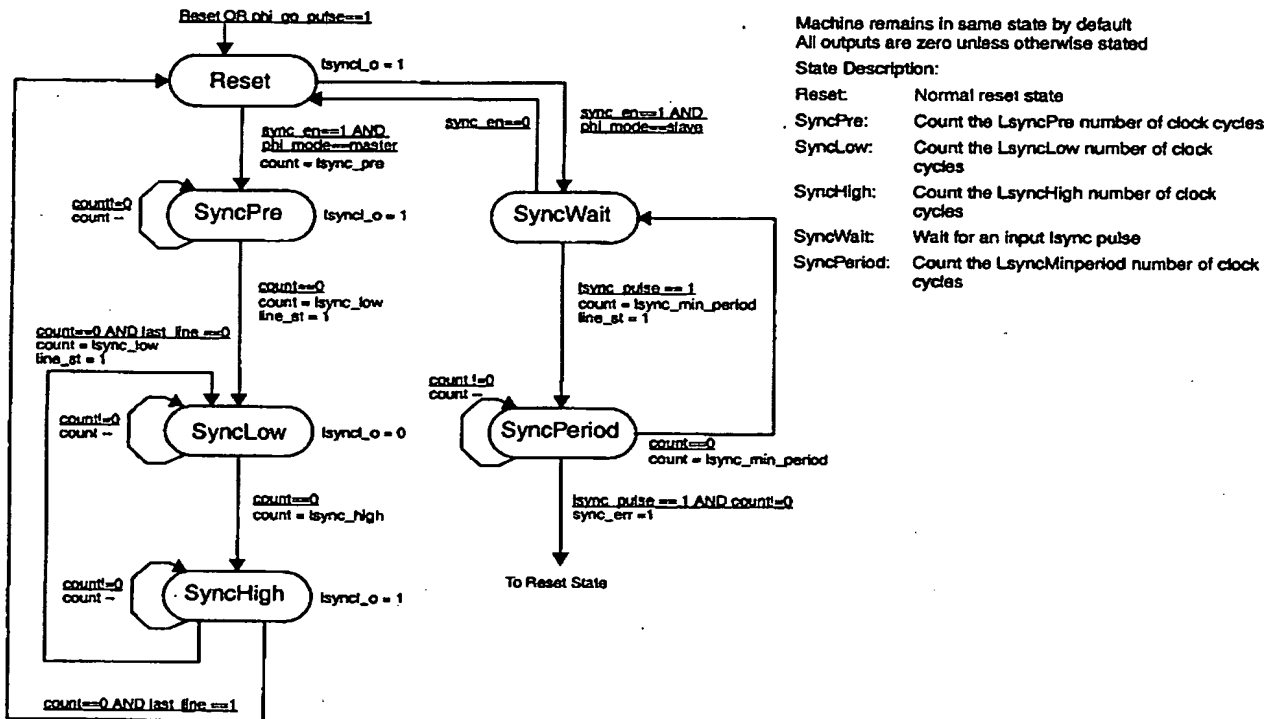 Reset OR phi_go_pulse==1
Reset
lsyncl_o = 1
sync_en==1 AND
phi_mode==master
count = lsync_pre
sync_en==0
sync_en==1 AND
phi_mode==slave
count!=0
count --
SyncPre
lsyncl_o = 1
SyncWait
count==0
count = lsync_low
line_st = 1
lsync_pulse == 1
count = lsync_min_period
line_st = 1
count==0 AND last_line ==0
count = lsync_low
line_st = 1
count!=0
count --
SyncLow
lsyncl_o = 0
count !=0
count --
SyncPeriod
count==0
count = lsync_min_period
count==0
count = lsync_high
lsync_pulse == 1 AND count!=0
sync_err =1
To Reset State
count!=0
count --
SyncHigh
lsyncl_o = 1
count==0 AND last_line ==1
Machine remains in same state by default
All outputs are zero unless otherwise stated
State Description:
Reset: Normal reset state
SyncPre: Count the LsyncPre number of clock cycles
SyncLow: Count the LsyncLow number of clock
cycles
SyncHigh: Count the LsyncHigh number of clock
cycles
SyncWait: Wait for an input lsync pulse
SyncPeriod: Count the LsyncMinperiod number of clock
cycles